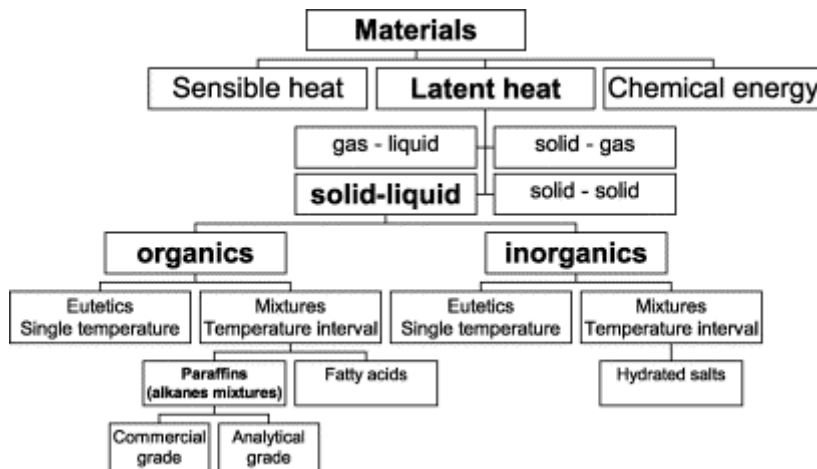 Materials
Sensible heat
Latent heat
Chemical energy
gas - liquid
solid - gas
solid-liquid
solid - solid
organics
inorganics
Eutetics
Single temperature
Mixtures
Temperature interval
Eutetics
Single temperature
Mixtures
Temperature interval
Paraffins
(alkanes mixtures)
Fatty acids
Hydrated salts
Commercial
grade
Analytical
grade